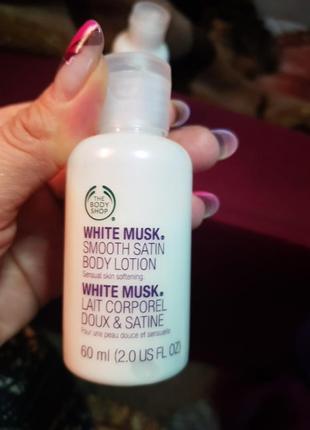 THE
BODY
SHOP®
WHITE MUSK®
SMOOTH SATIN
BODY LOTION
Sensual skin softening.
WHITE MUSK®
LAIT CORPOREL
DOUX & SATINE
Pour une peau douce et sensuelle
60 ml (2.0 US FL OZ)